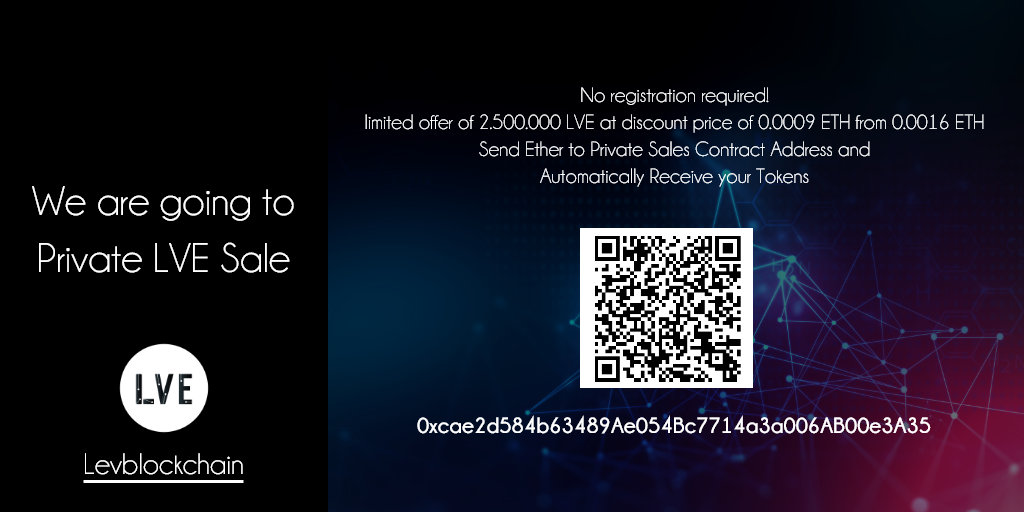 We are going to
Private LVE Sale
LVE
Levblockchain
No registration required!
limited offer of 2.500.000 LVE at discount price of 0.0009 ETH from 0.0016 ETH
Send Ether to Private Sales Contract Address and
Automatically Receive your Tokens
0xcae2d584b63489Ae054Bc7714a3a006AB00e3A35